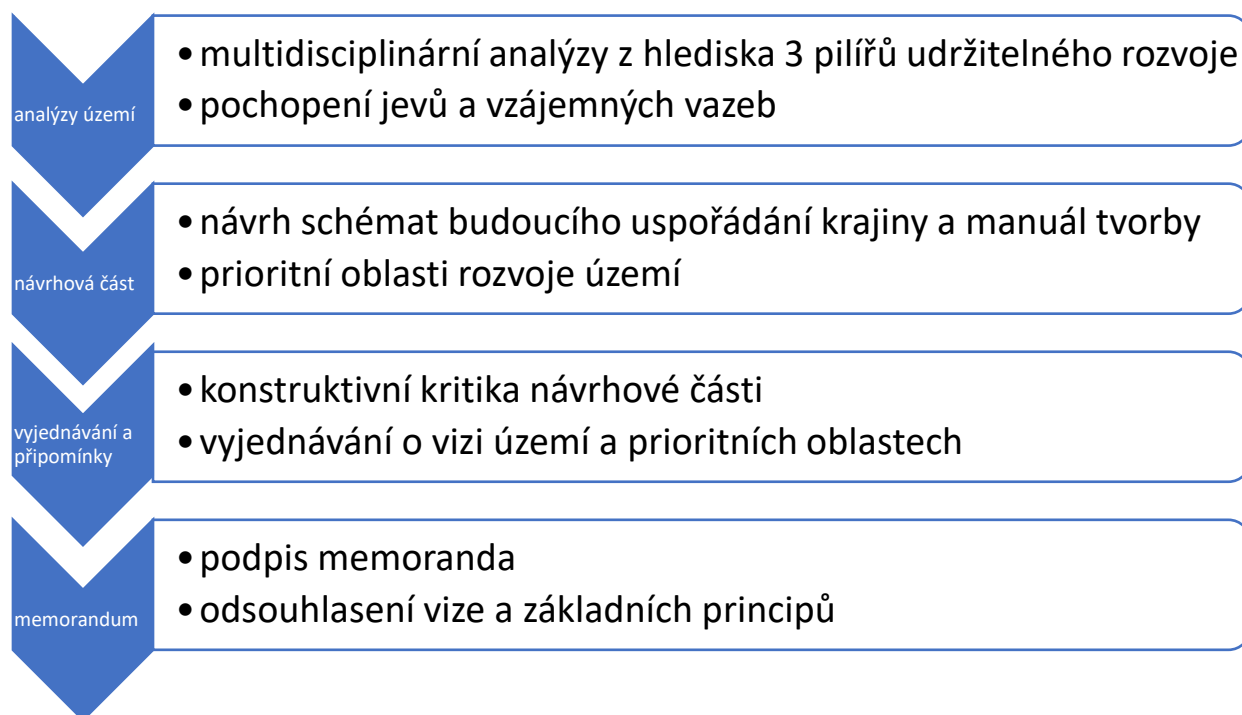 analýzy území
• multidisciplinární analýzy z hlediska 3 pilířů udržitelného rozvoje
• pochopení jevů a vzájemných vazeb
návrhová část
• návrh schémat budoucího uspořádání krajiny a manuál tvorby
• prioritní oblasti rozvoje území
vyjednávání a
připomínky
• konstruktivní kritika návrhové části
• vyjednávání o vizi území a prioritních oblastech
memorandum
• podpis memoranda
• odsouhlasení vize a základních principů